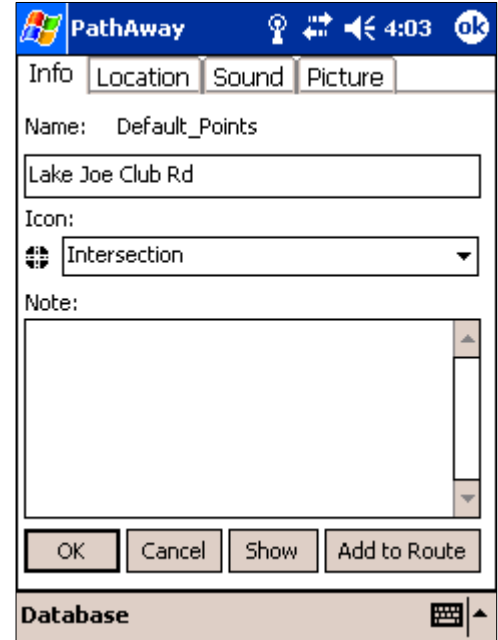 PathAway 4:03 ok
Info Location Sound Picture
Name: Default_Points
Lake Joe Club Rd
Icon:
Intersection
Note:
OK Cancel Show Add to Route
Database